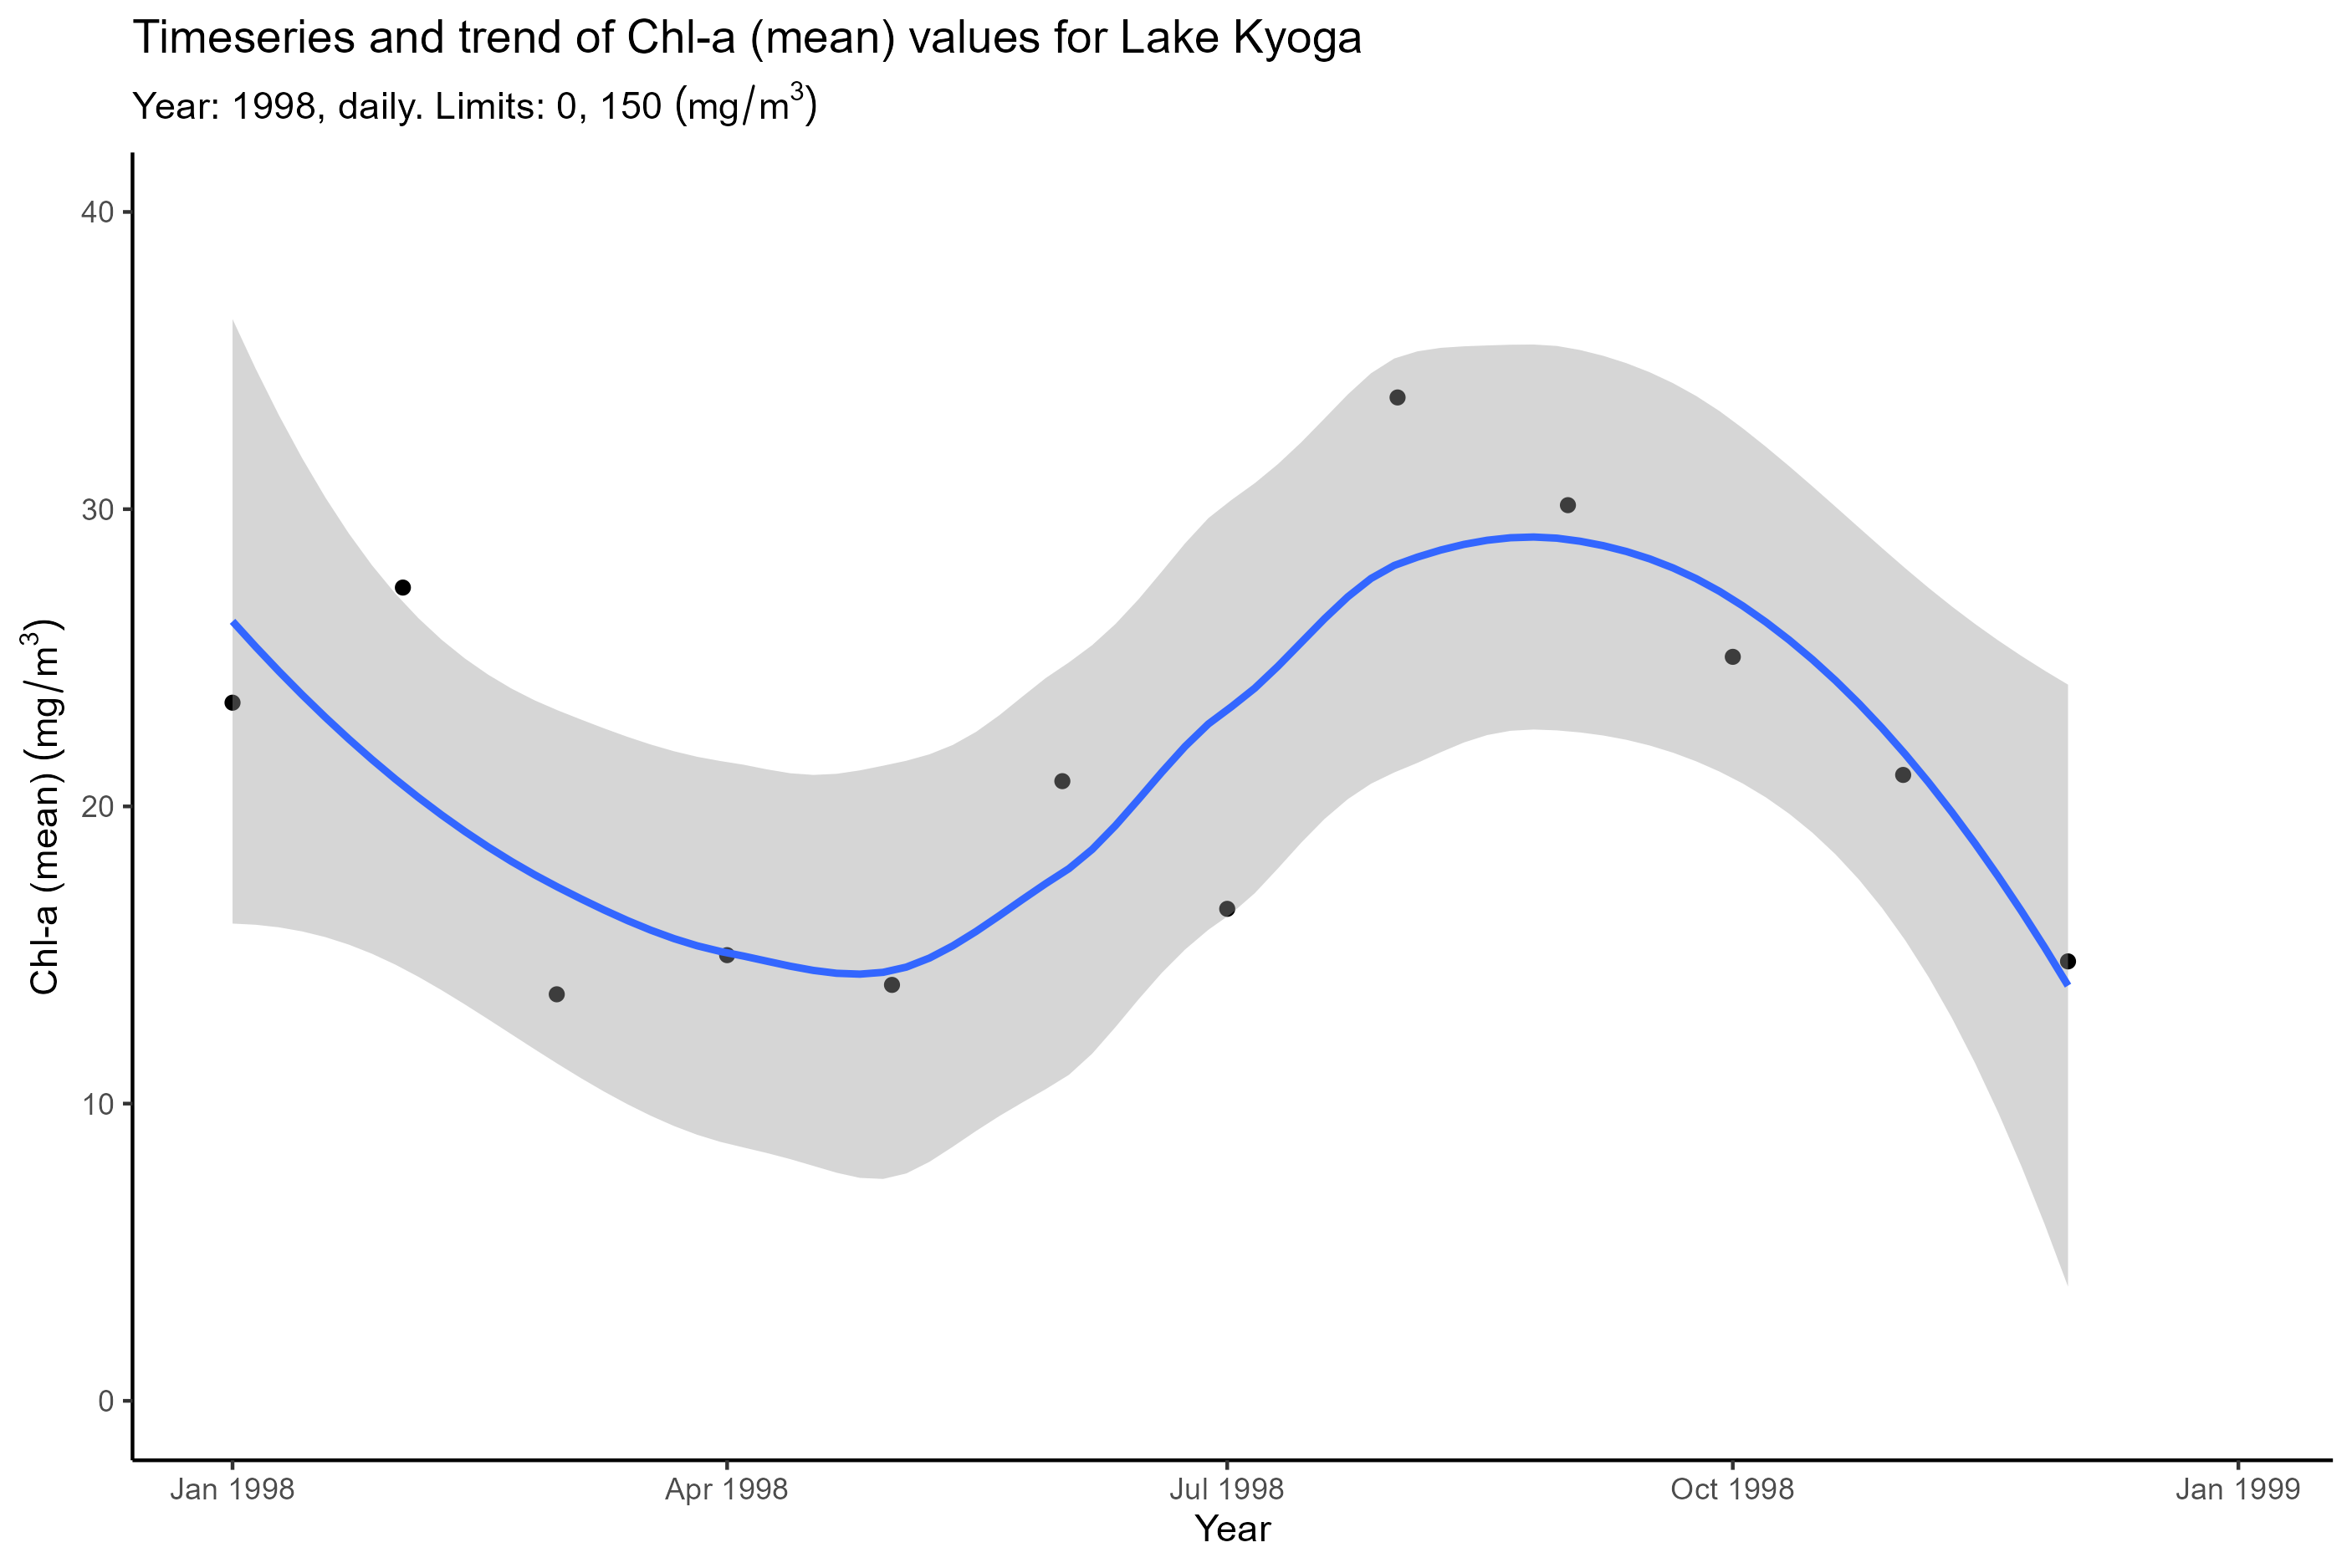 Timeseries and trend of Chl-a (mean) values for Lake Kyoga
Year: 1998, daily. Limits: 0, 150 (mg/m³)
Chl-a (mean) (mg/m³)
40
30
20
10
0
Jan 1998
Apr 1998
Jul 1998
Oct 1998
Jan 1999
Year